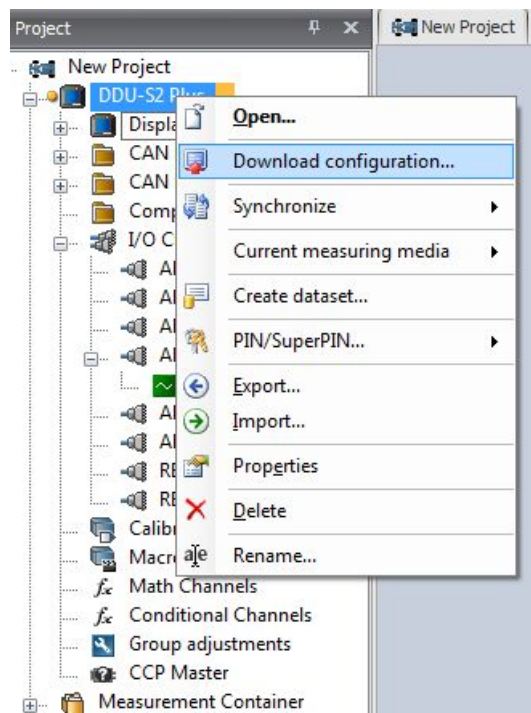 Project
New Project
New Project
DDU-S2 Plus
Open...
Download configuration...
CAN
Synchronize
CAN
Current measuring media
Create dataset...
PIN/SuperPIN...
Export...
Import...
Properties
Delete
Rename...
Math Channels
Conditional Channels
Group adjustments
CCP Master
Measurement Container